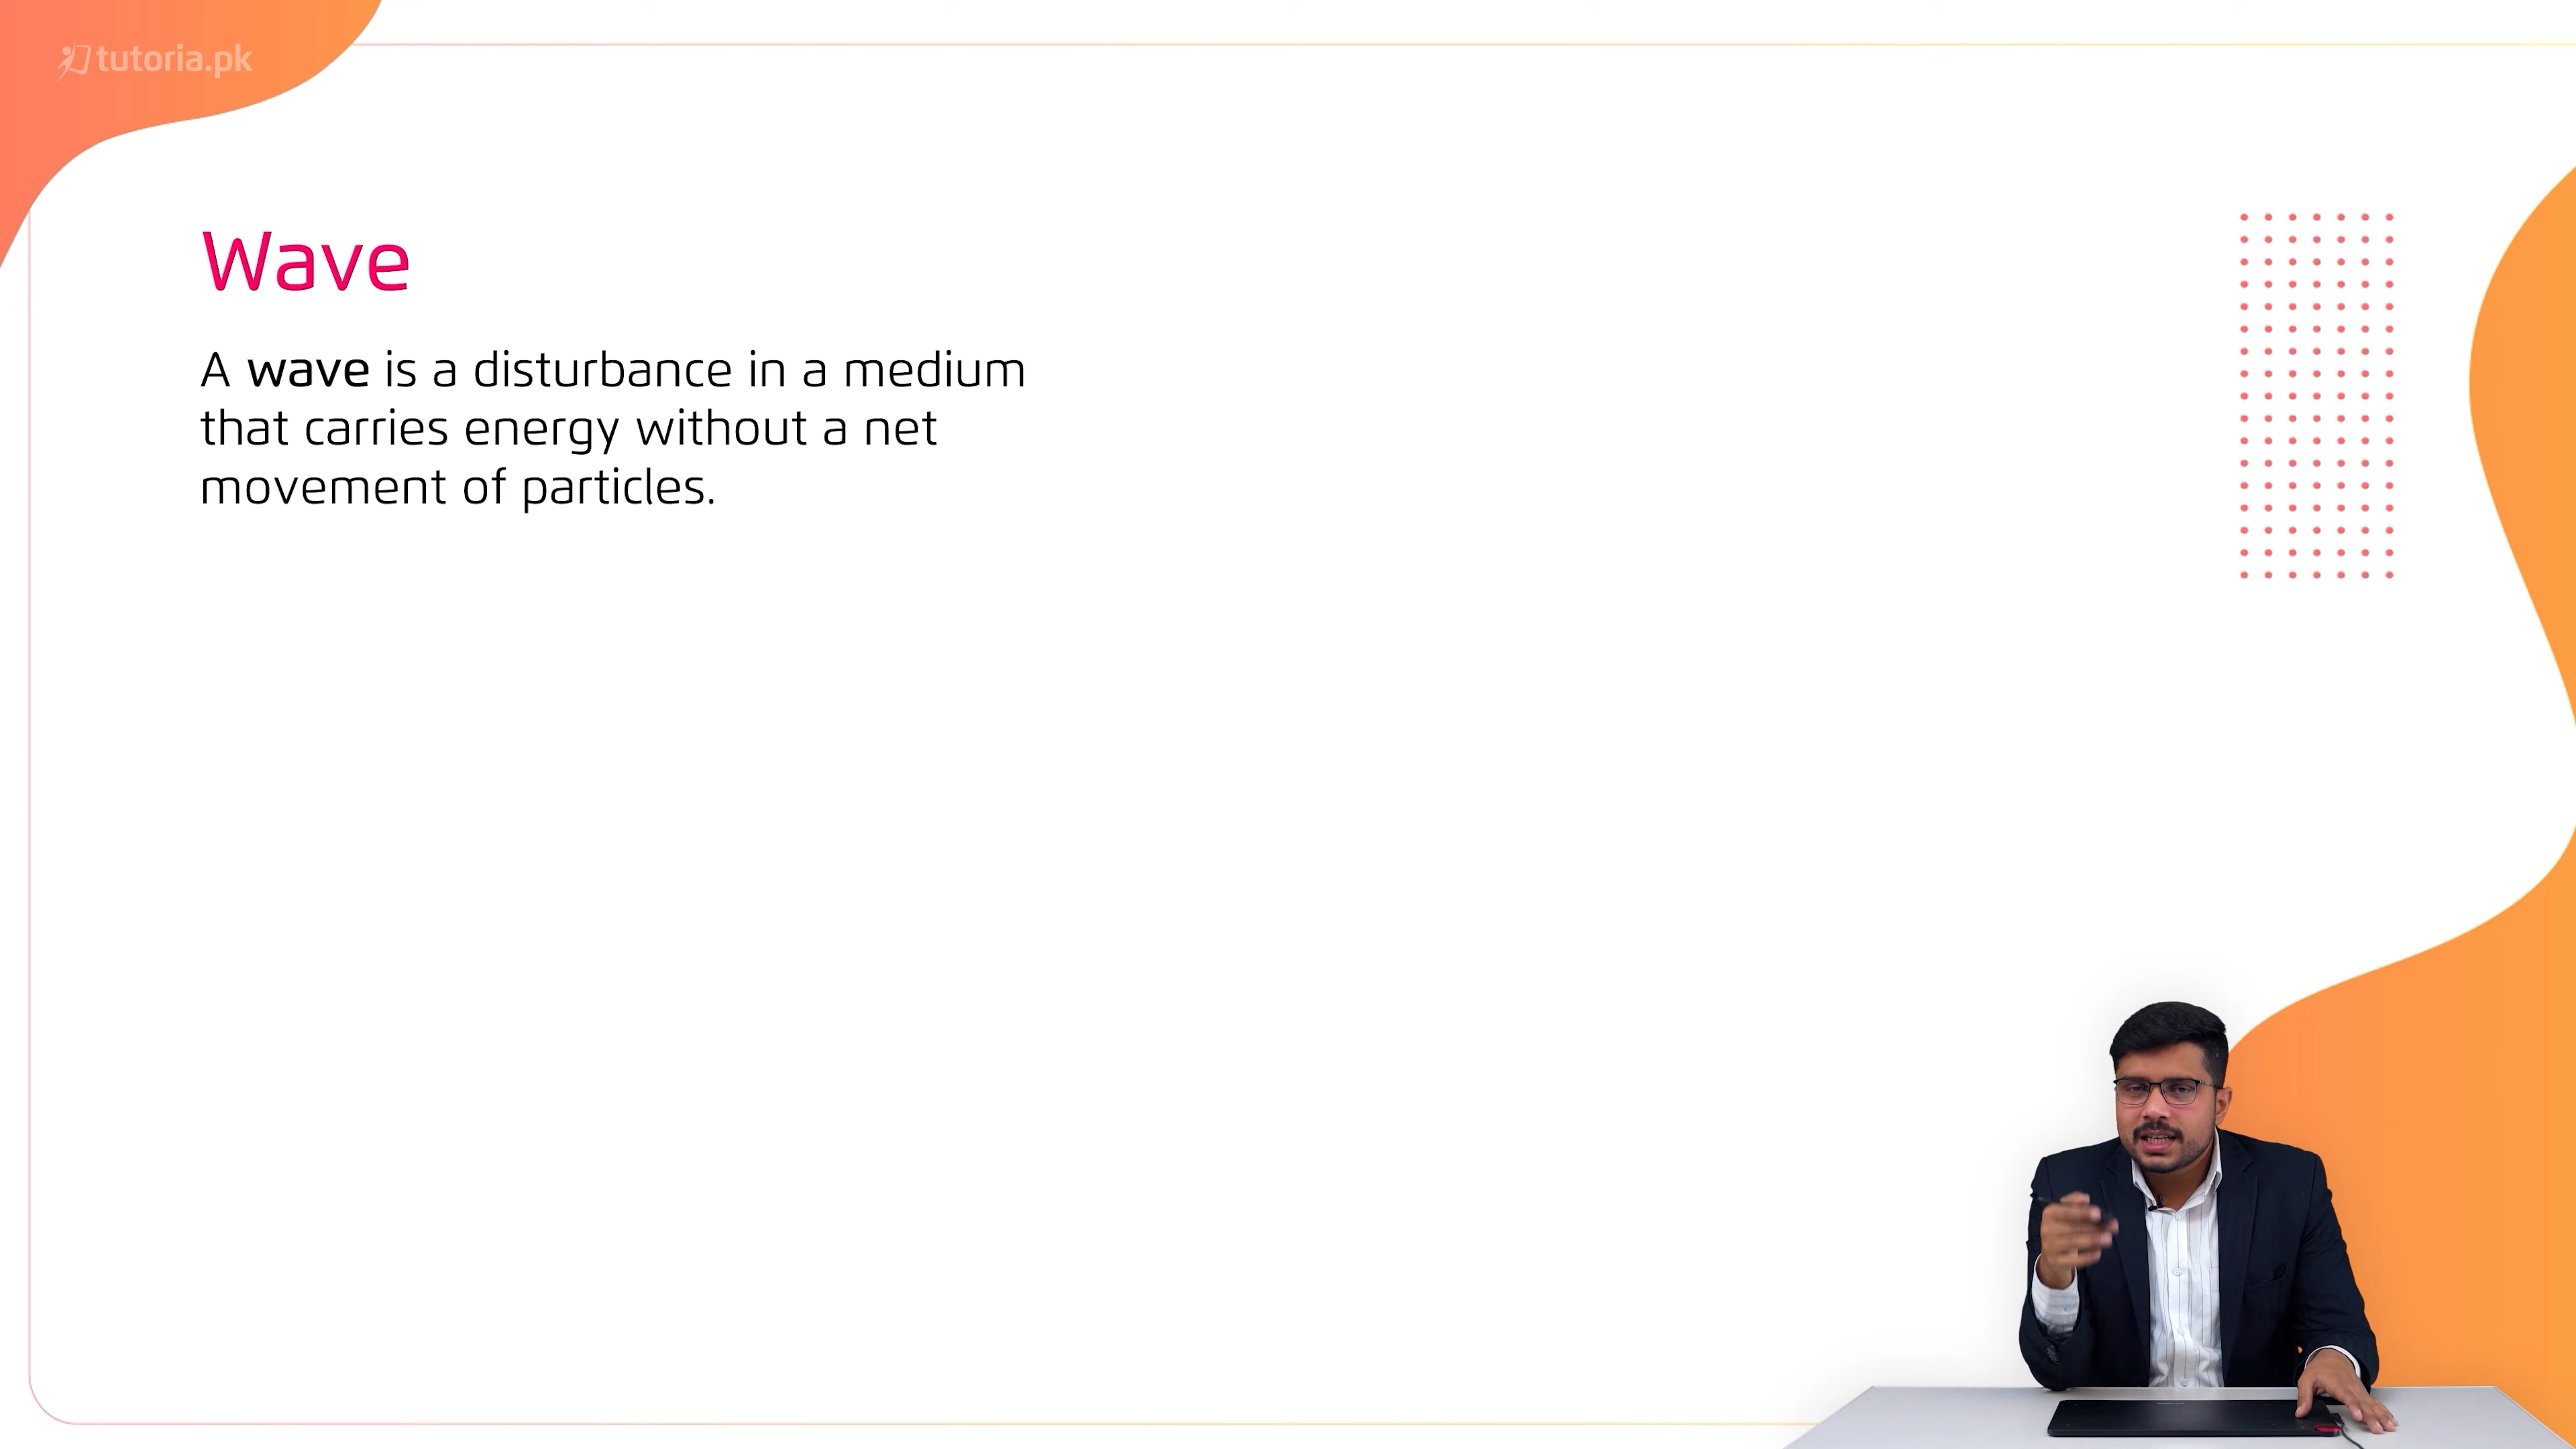 tutoria.pk
Wave
A wave is a disturbance in a medium
that carries energy without a net
movement of particles.